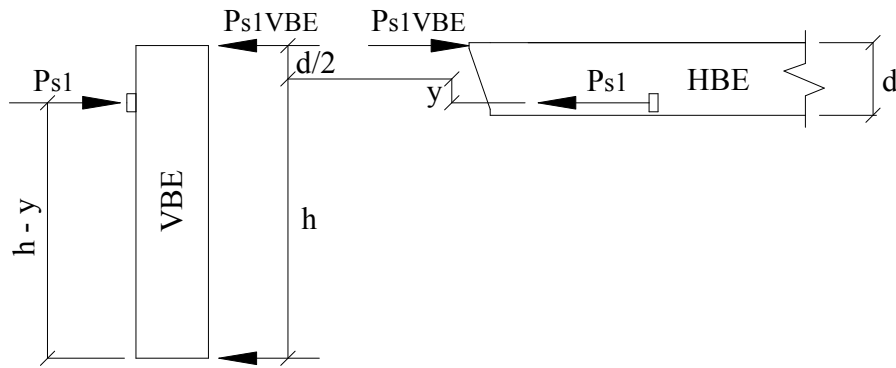 Ps1VBE
Ps1VBE
d/2
Ps1
y
Ps1
HBE
d
VBE
h - y
h